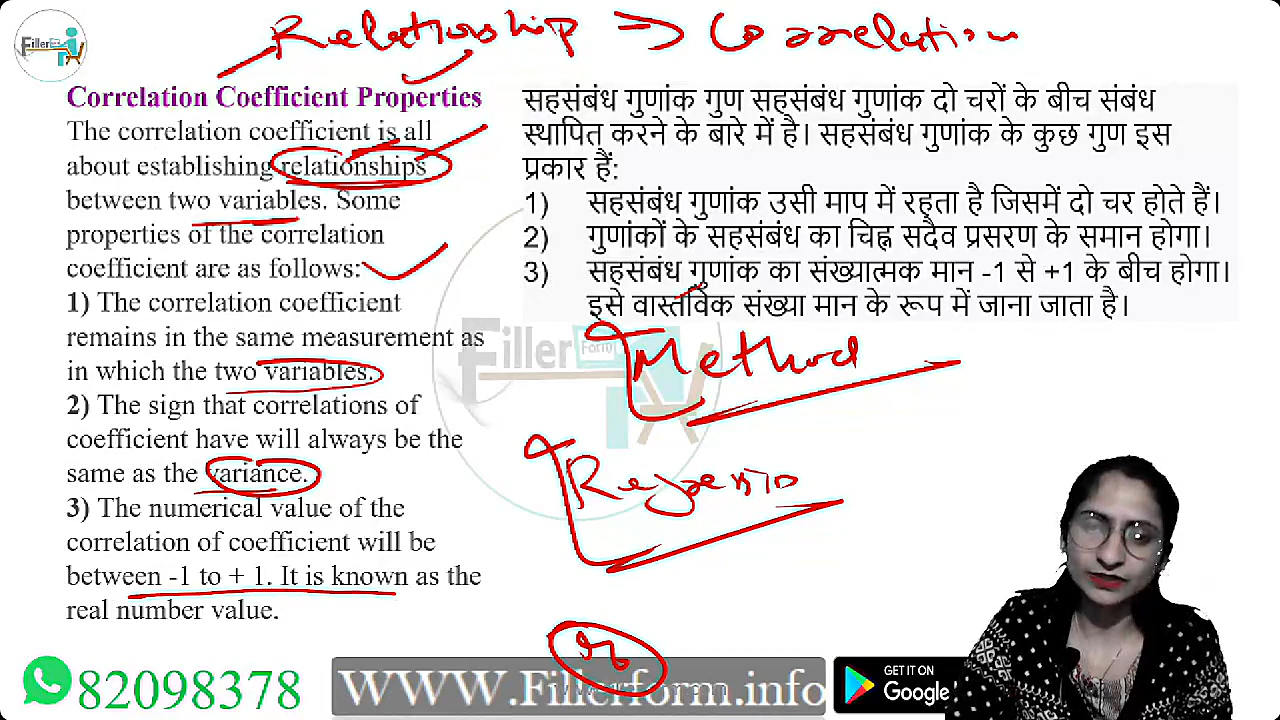 Filler Form
Relationship ⇒ Correlation
Correlation Coefficient Properties
The correlation coefficient is all
about establishing relationships
between two variables. Some
properties of the correlation
coefficient are as follows:
1) The correlation coefficient
remains in the same measurement as
in which the two variables.
2) The sign that correlations of
coefficient have will always be the
same as the variance.
3) The numerical value of the
correlation of coefficient will be
between -1 to + 1. It is known as the
real number value.
सहसंबंध गुणांक गुण सहसंबंध गुणांक दो चरों के बीच संबंध
स्थापित करने के बारे में है। सहसंबंध गुणांक के कुछ गुण इस
प्रकार हैं:
1) सहसंबंध गुणांक उसी माप में रहता है जिसमें दो चर होते हैं।
2) गुणांकों के सहसंबंध का चिह्न सदैव प्रसरण के समान होगा।
3) सहसंबंध गुणांक का संख्यात्मक मान -1 से +1 के बीच होगा।
इसे वास्तविक संख्या मान के रूप में जाना जाता है।
Filler Form
Method
82098378
WWW.Fillerform.info
GET IT ON
Google